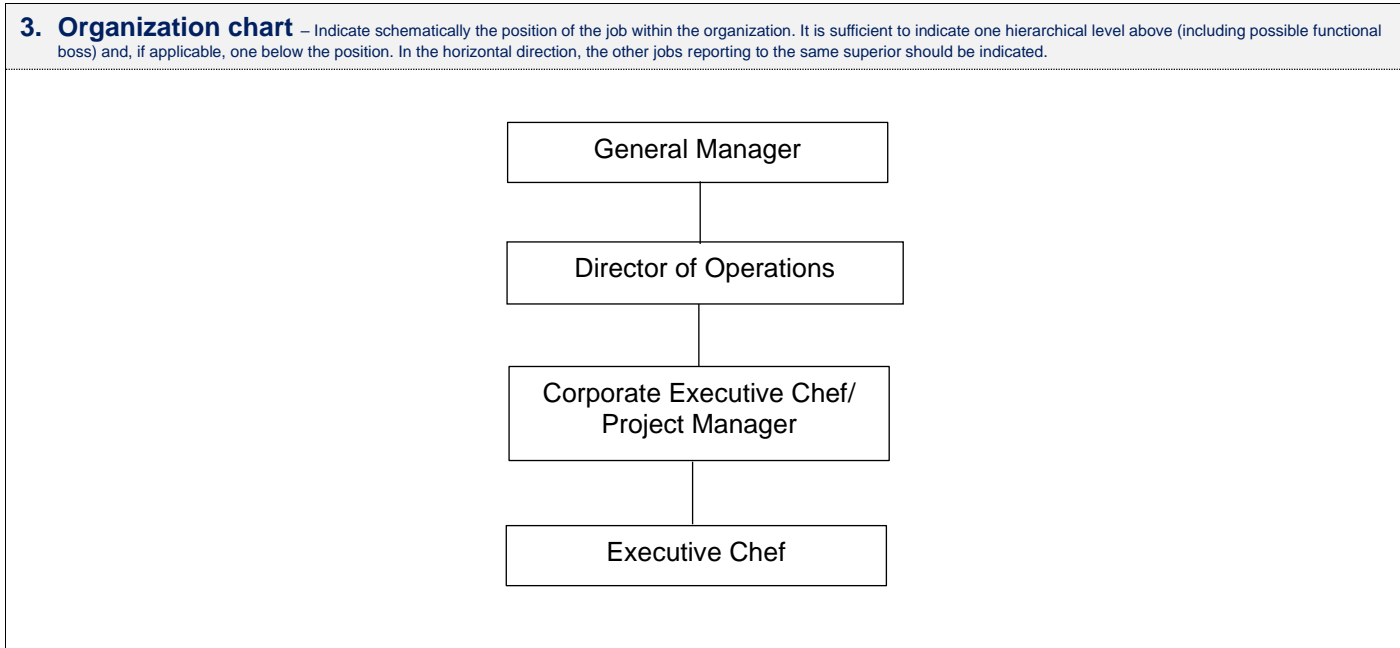 3. Organization chart – Indicate schematically the position of the job within the organization. It is sufficient to indicate one hierarchical level above (including possible functional
boss) and, if applicable, one below the position. In the horizontal direction, the other jobs reporting to the same superior should be indicated.
General Manager
Director of Operations
Corporate Executive Chef/
Project Manager
Executive Chef